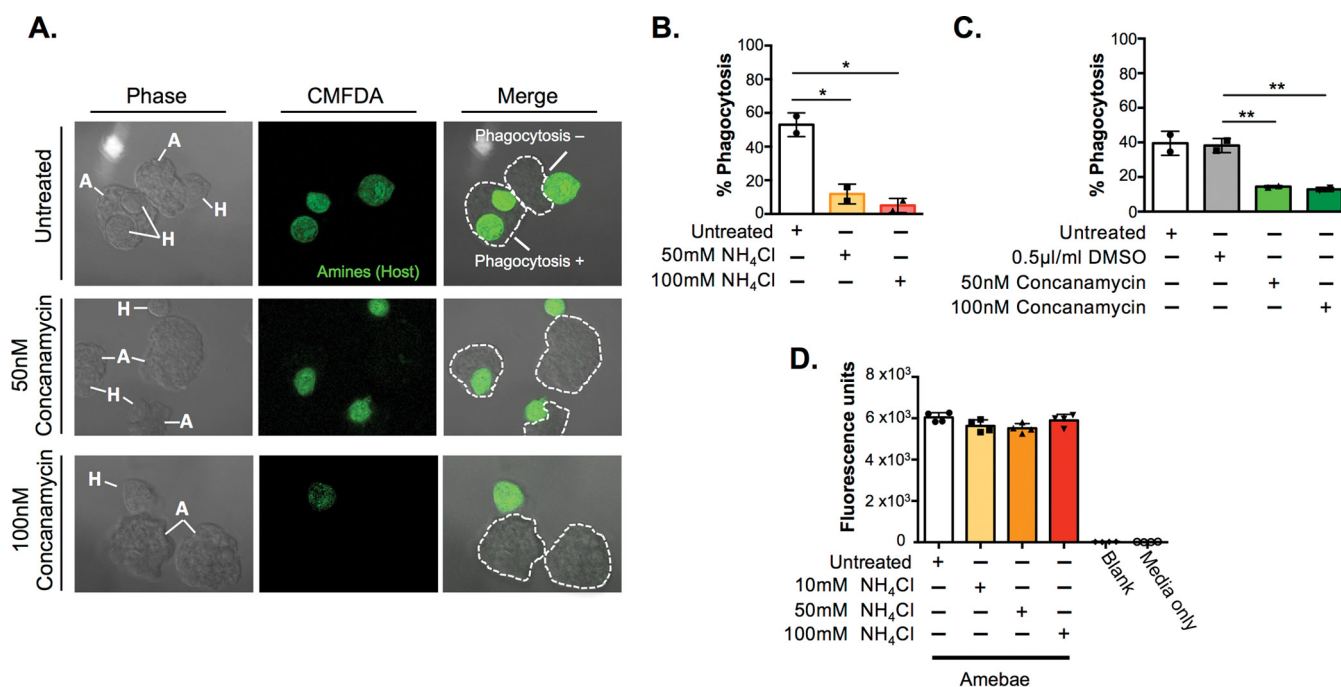 A.
Phase
CMFDA
Merge
Untreated
A
A
H
H
Amines (Host)
Phagocytosis –
Phagocytosis +
50nM
Concanamycin
H
A
H
A
100nM
Concanamycin
H
A
B.
% Phagocytosis
100
80
60
40
20
0
*
*
Untreated + – –
50mM NH₄Cl – + –
100mM NH₄Cl – – +
C.
% Phagocytosis
100
80
60
40
20
0
**
**
Untreated + – – –
0.5µl/ml DMSO – + – –
50nM Concanamycin – – + –
100nM Concanamycin – – – +
D.
Fluorescence units
8 x10³
6 x10³
4 x10³
2 x10³
0
Untreated + – – –
10mM NH₄Cl – + – –
50mM NH₄Cl – – + –
100mM NH₄Cl – – – +
Blank
Media only
Amebae